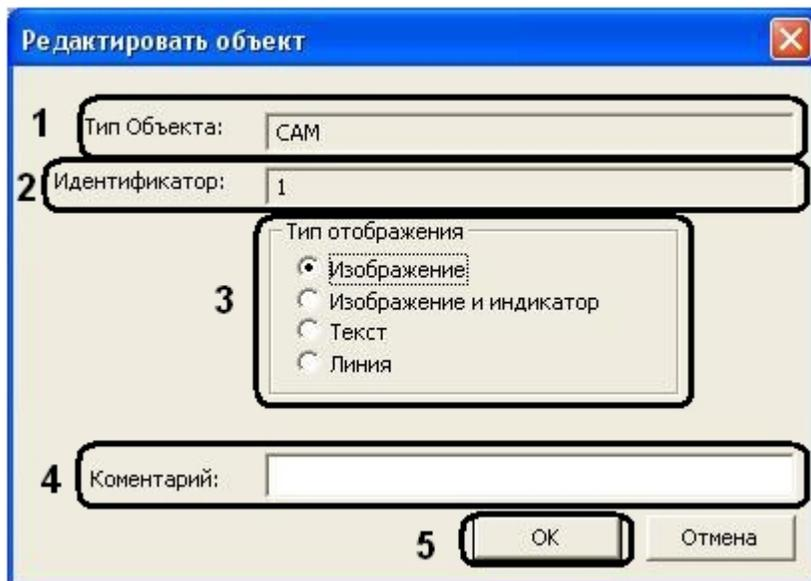 Редактировать объект
1 Тип Объекта: CAM
2 Идентификатор: 1
Тип отображения
Изображение
3 Изображение и индикатор
Текст
Линия
4 Коментарий:
5 OK Отмена